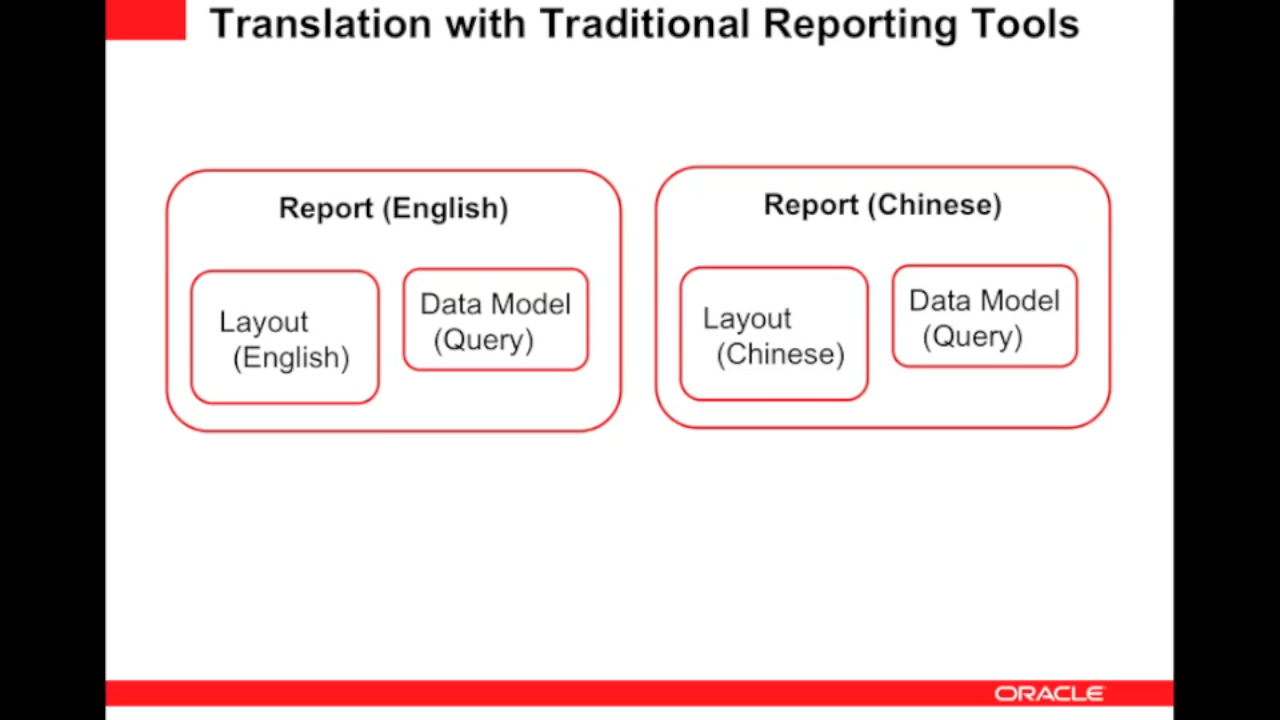 Translation with Traditional Reporting Tools
Report (English)
Layout
(English)
Data Model
(Query)
Report (Chinese)
Layout
(Chinese)
Data Model
(Query)
ORACLE